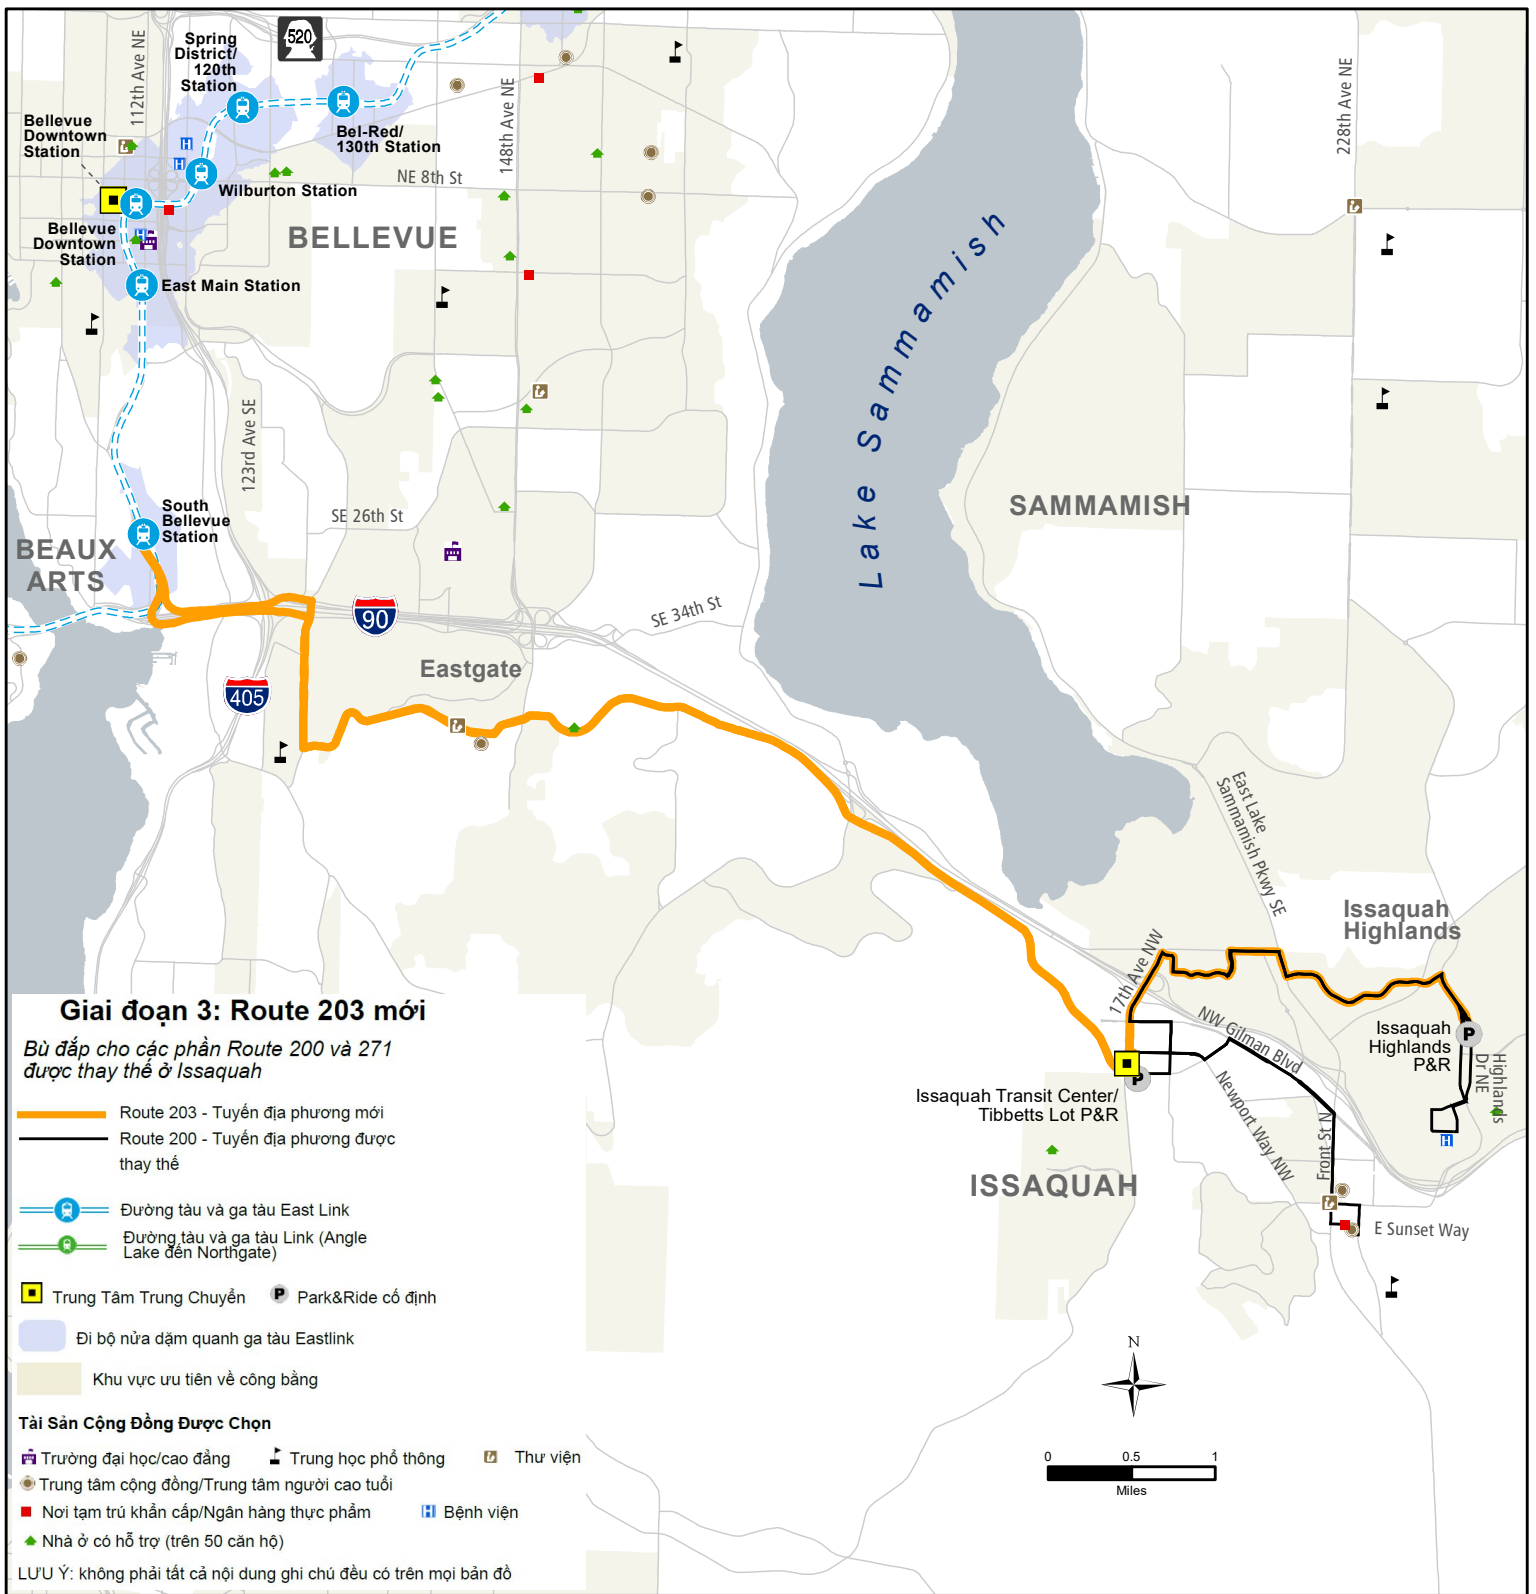 520
112th Ave NE
Spring
District/
120th
Station
Bellevue
Downtown
Station
Bel-Red/
130th Station
148th Ave NE
228th Ave NE
NE 8th St
Wilburton Station
BELLEVUE
Bellevue
Downtown
Station
East Main Station
Lake Sammamish
123rd Ave SE
SE 26th St
South
Bellevue
Station
BEAUX
ARTS
SAMMAMISH
90
SE 34th St
Eastgate
405
East Lake
Sammamish Pkwy SE
Issaquah
Highlands
17th Ave NW
NW Gilman Blvd
Issaquah
Highlands
P&R
P
Highlands
Dr NE
P
Issaquah Transit Center/
Tibbetts Lot P&R
Newport Way NW
Front St N
ISSAQUAH
E Sunset Way
H
H
H
H
Giai đoạn 3: Route 203 mới
Bù đắp cho các phần Route 200 và 271
được thay thế ở Issaquah
Route 203 - Tuyến địa phương mới
Route 200 - Tuyến địa phương được
thay thế
Đường tàu và ga tàu East Link
Đường tàu và ga tàu Link (Angle
Lake đến Northgate)
Trung Tâm Trung Chuyển
P Park&Ride cố định
Đi bộ nửa dặm quanh ga tàu Eastlink
Khu vực ưu tiên về công bằng
Tài Sản Cộng Đồng Được Chọn
Trường đại học/cao đẳng
Trung học phổ thông
Thư viện
Trung tâm cộng đồng/Trung tâm người cao tuổi
Nơi tạm trú khẩn cấp/Ngân hàng thực phẩm
H Bệnh viện
Nhà ở có hỗ trợ (trên 50 căn hộ)
LƯU Ý: không phải tất cả nội dung ghi chú đều có trên mọi bản đồ
N
0 0.5 1
Miles